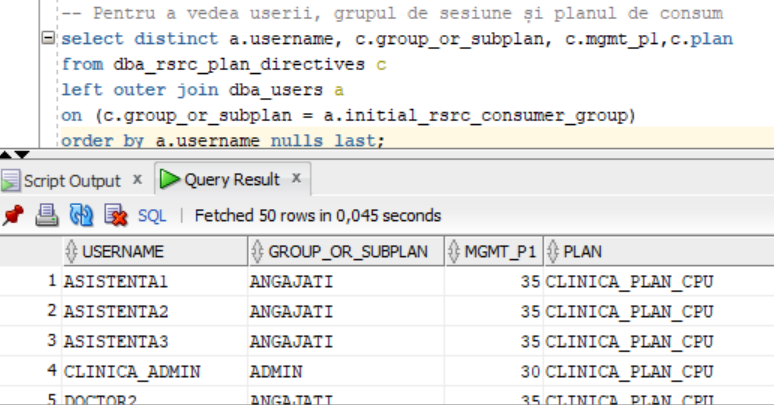 -- Pentru a vedea userii, grupul de sesiune și planul de consum
select distinct a.username, c.group_or_subplan, c.mgmt_p1,c.plan
from dba_rsrc_plan_directives c
left outer join dba_users a
on (c.group_or_subplan = a.initial_rsrc_consumer_group)
order by a.username nulls last;
Script Output x Query Result x
SQL | Fetched 50 rows in 0,045 seconds
USERNAME GROUP_OR_SUBPLAN MGMT_P1 PLAN
1 ASISTENTA1 ANGAJATI 35 CLINICA_PLAN_CPU
2 ASISTENTA2 ANGAJATI 35 CLINICA_PLAN_CPU
3 ASISTENTA3 ANGAJATI 35 CLINICA_PLAN_CPU
4 CLINICA_ADMIN ADMIN 30 CLINICA_PLAN_CPU
5 DOCTOR2 ANGAJATI 35 CLINICA_PLAN_CPU